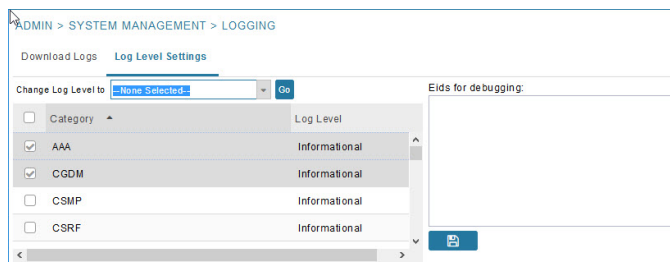 ADMIN > SYSTEM MANAGEMENT > LOGGING
Download Logs Log Level Settings
Change Log Level to --None Selected-- Go
Eids for debugging:
Category Log Level
AAA Informational
CGDM Informational
CSMP Informational
CSRF Informational